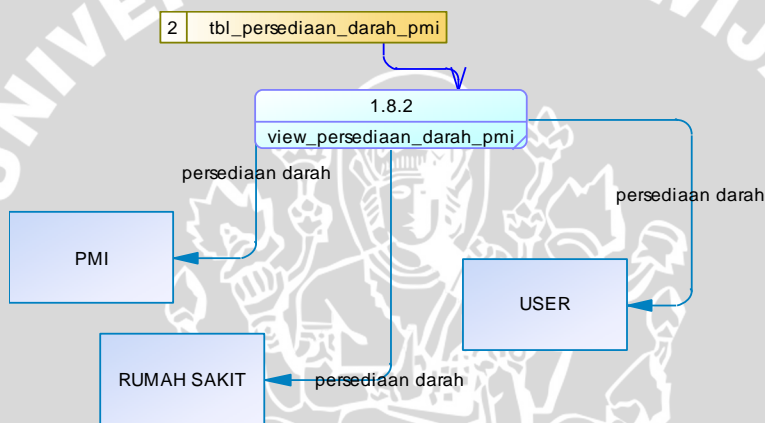 2 tbl_persediaan_darah_pmi
1.8.2
view_persediaan_darah_pmi
persediaan darah
persediaan darah
PMI
USER
RUMAH SAKIT
persediaan darah